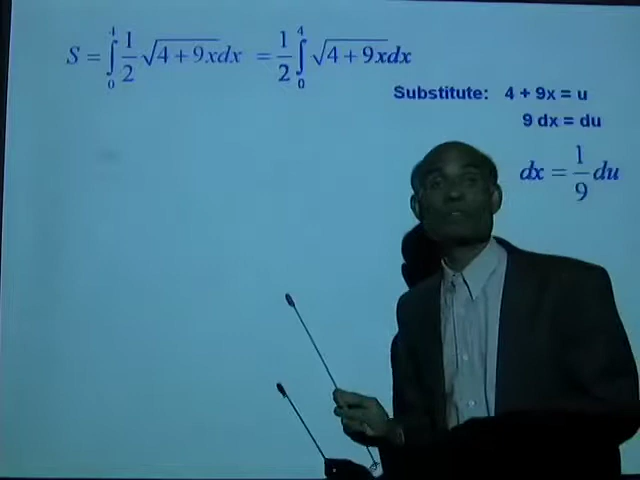 S = ∫₀⁴ 1/2 √(4 + 9x) dx = 1/2 ∫₀⁴ √(4 + 9x) dx
Substitute: 4 + 9x = u
9 dx = du
dx = 1/9 du